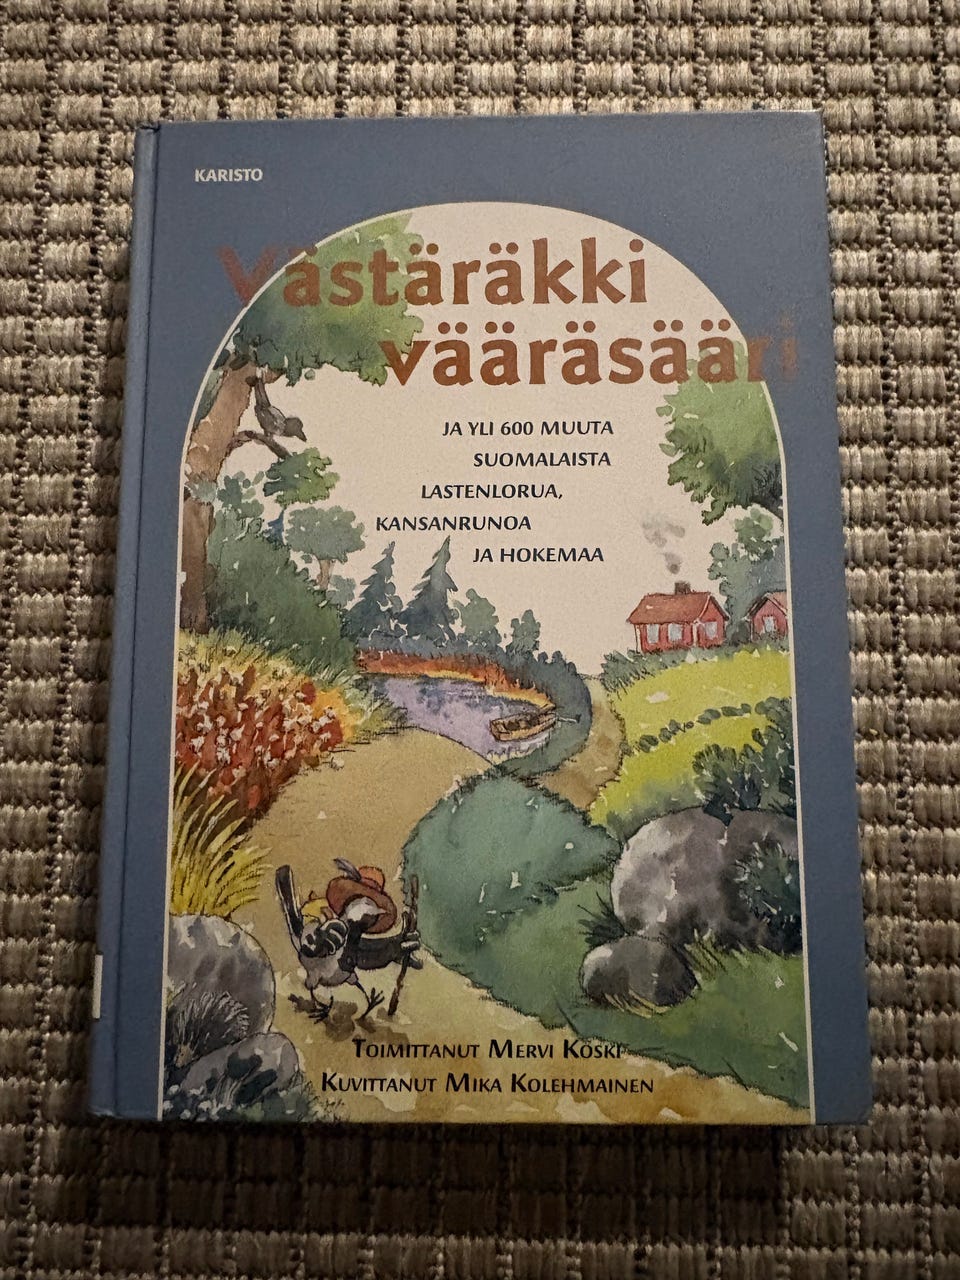 KARISTO
Västäräkki
vääräsääri
JA YLI 600 MUUTA
SUOMALAISTA
LASTENLORUA,
KANSANRUNOA
JA HOKEMAA
TOIMITTANUT MERVI KOSKI
KUVITTANUT MIKA KOLEHMAINEN